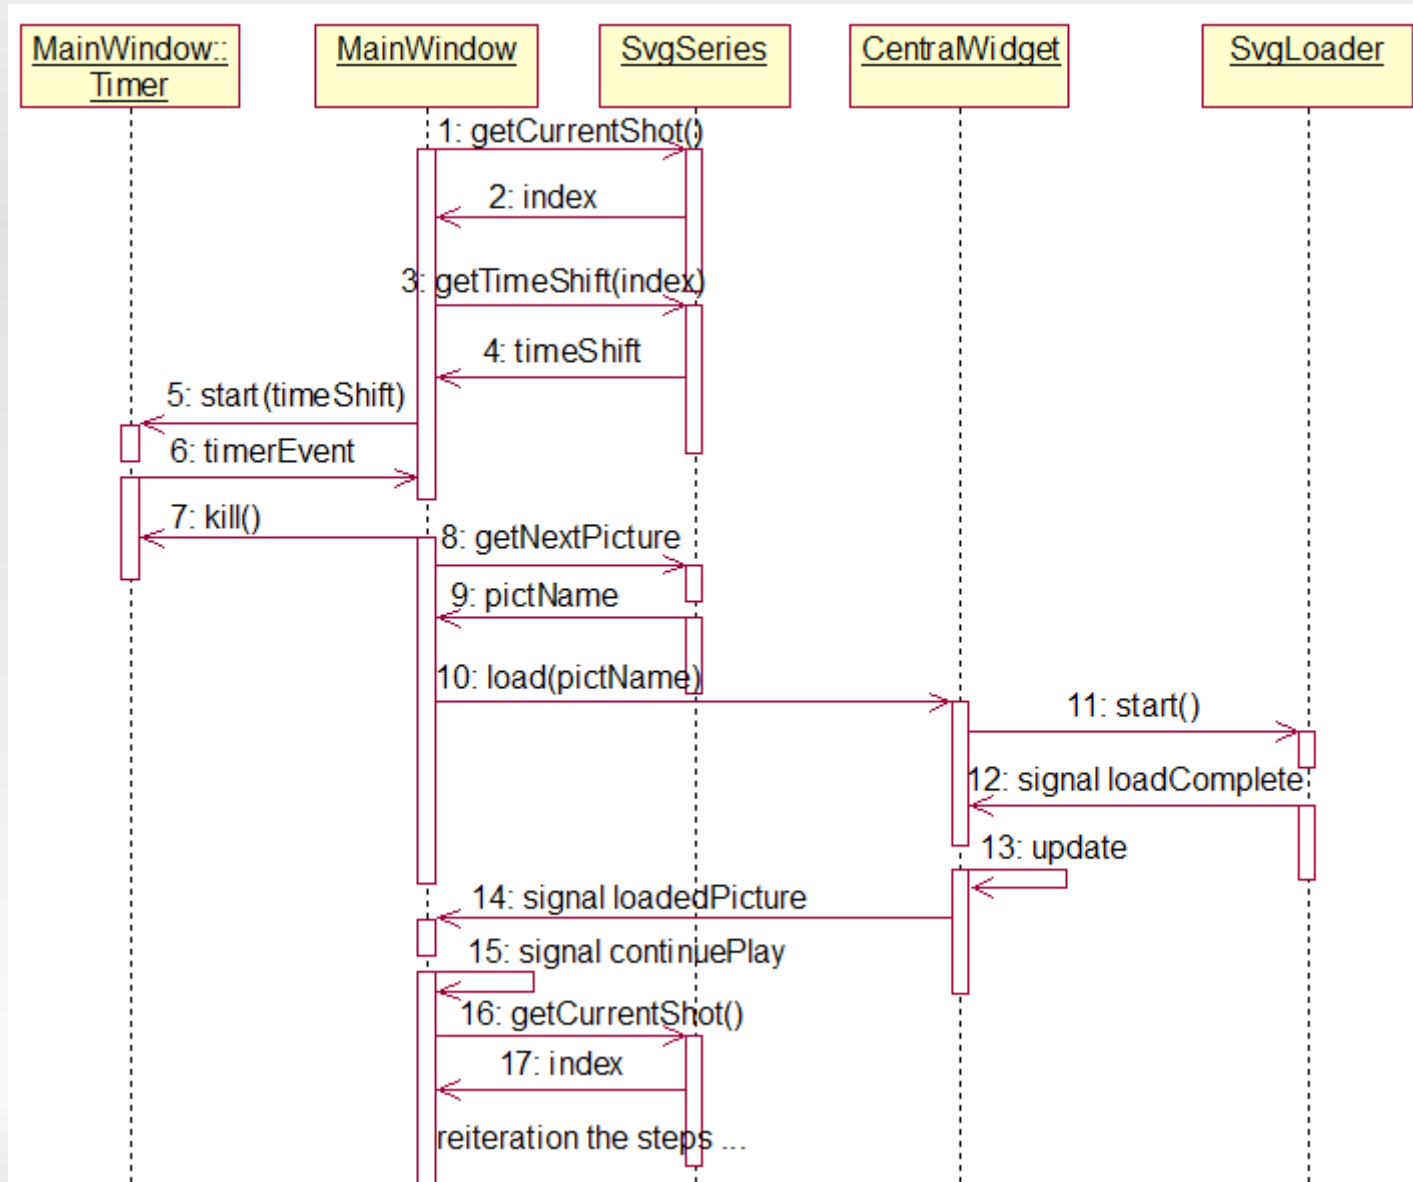 MainWindow::
Timer
MainWindow
SvgSeries
CentralWidget
SvgLoader
1: getCurrentShot()
2: index
3: getTimeShift(index)
4: timeShift
5: start(timeShift)
6: timerEvent
7: kill()
8: getNextPicture
9: pictName
10: load(pictName)
11: start()
12: signal loadComplete
13: update
14: signal loadedPicture
15: signal continuePlay
16: getCurrentShot()
17: index
reiteration the steps ...